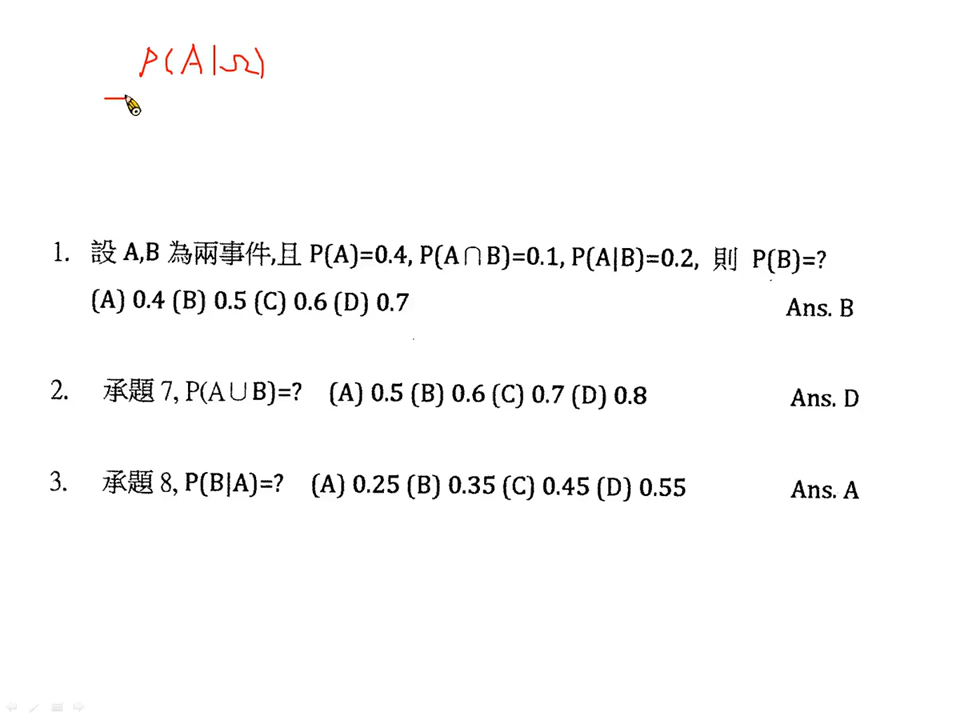 P(A|Ω)
1. 設 A,B 為兩事件,且 P(A)=0.4, P(A∩B)=0.1, P(A|B)=0.2, 則 P(B)=?
(A) 0.4 (B) 0.5 (C) 0.6 (D) 0.7 Ans. B
2. 承題 7, P(A∪B)=? (A) 0.5 (B) 0.6 (C) 0.7 (D) 0.8 Ans. D
3. 承題 8, P(B|A)=? (A) 0.25 (B) 0.35 (C) 0.45 (D) 0.55 Ans. A